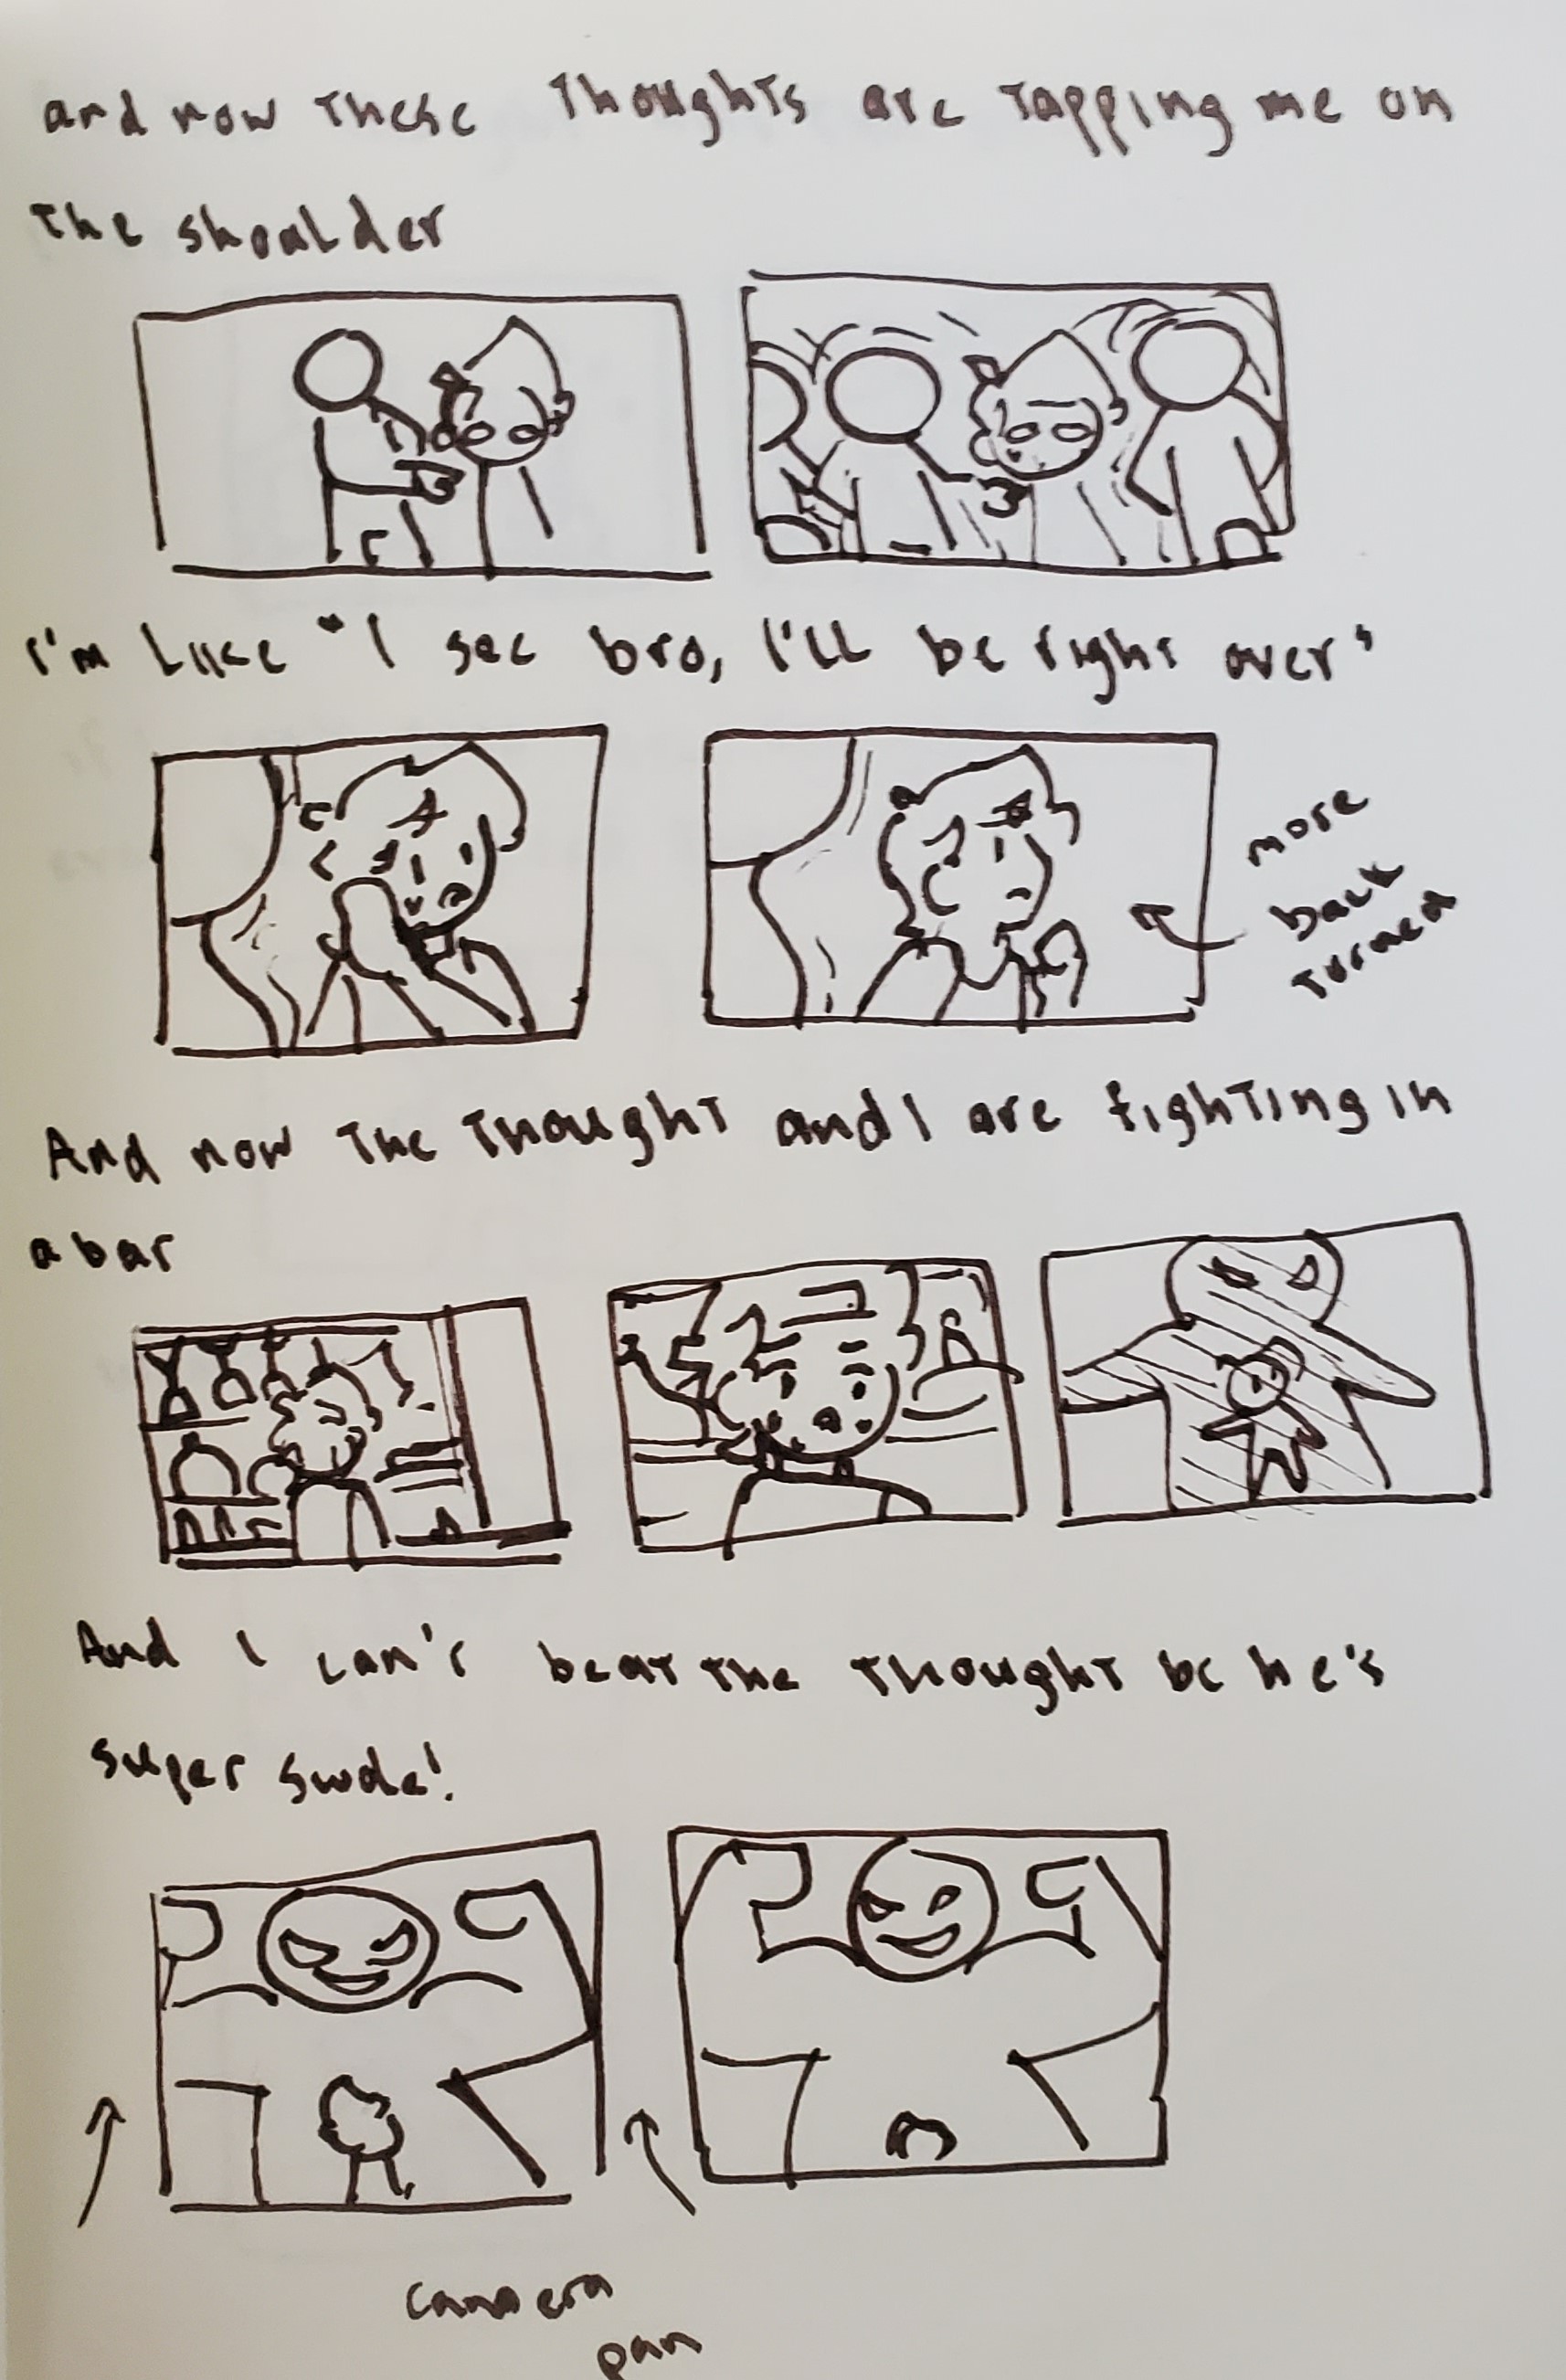 and now these thoughts are tapping me on
the shoulder
I'm like "I see bro, I'll be right over"
more
back
turned
And now the thought and I are fighting in
a bar
And I can't beat the thought bc he's
super swole!
camera
pan